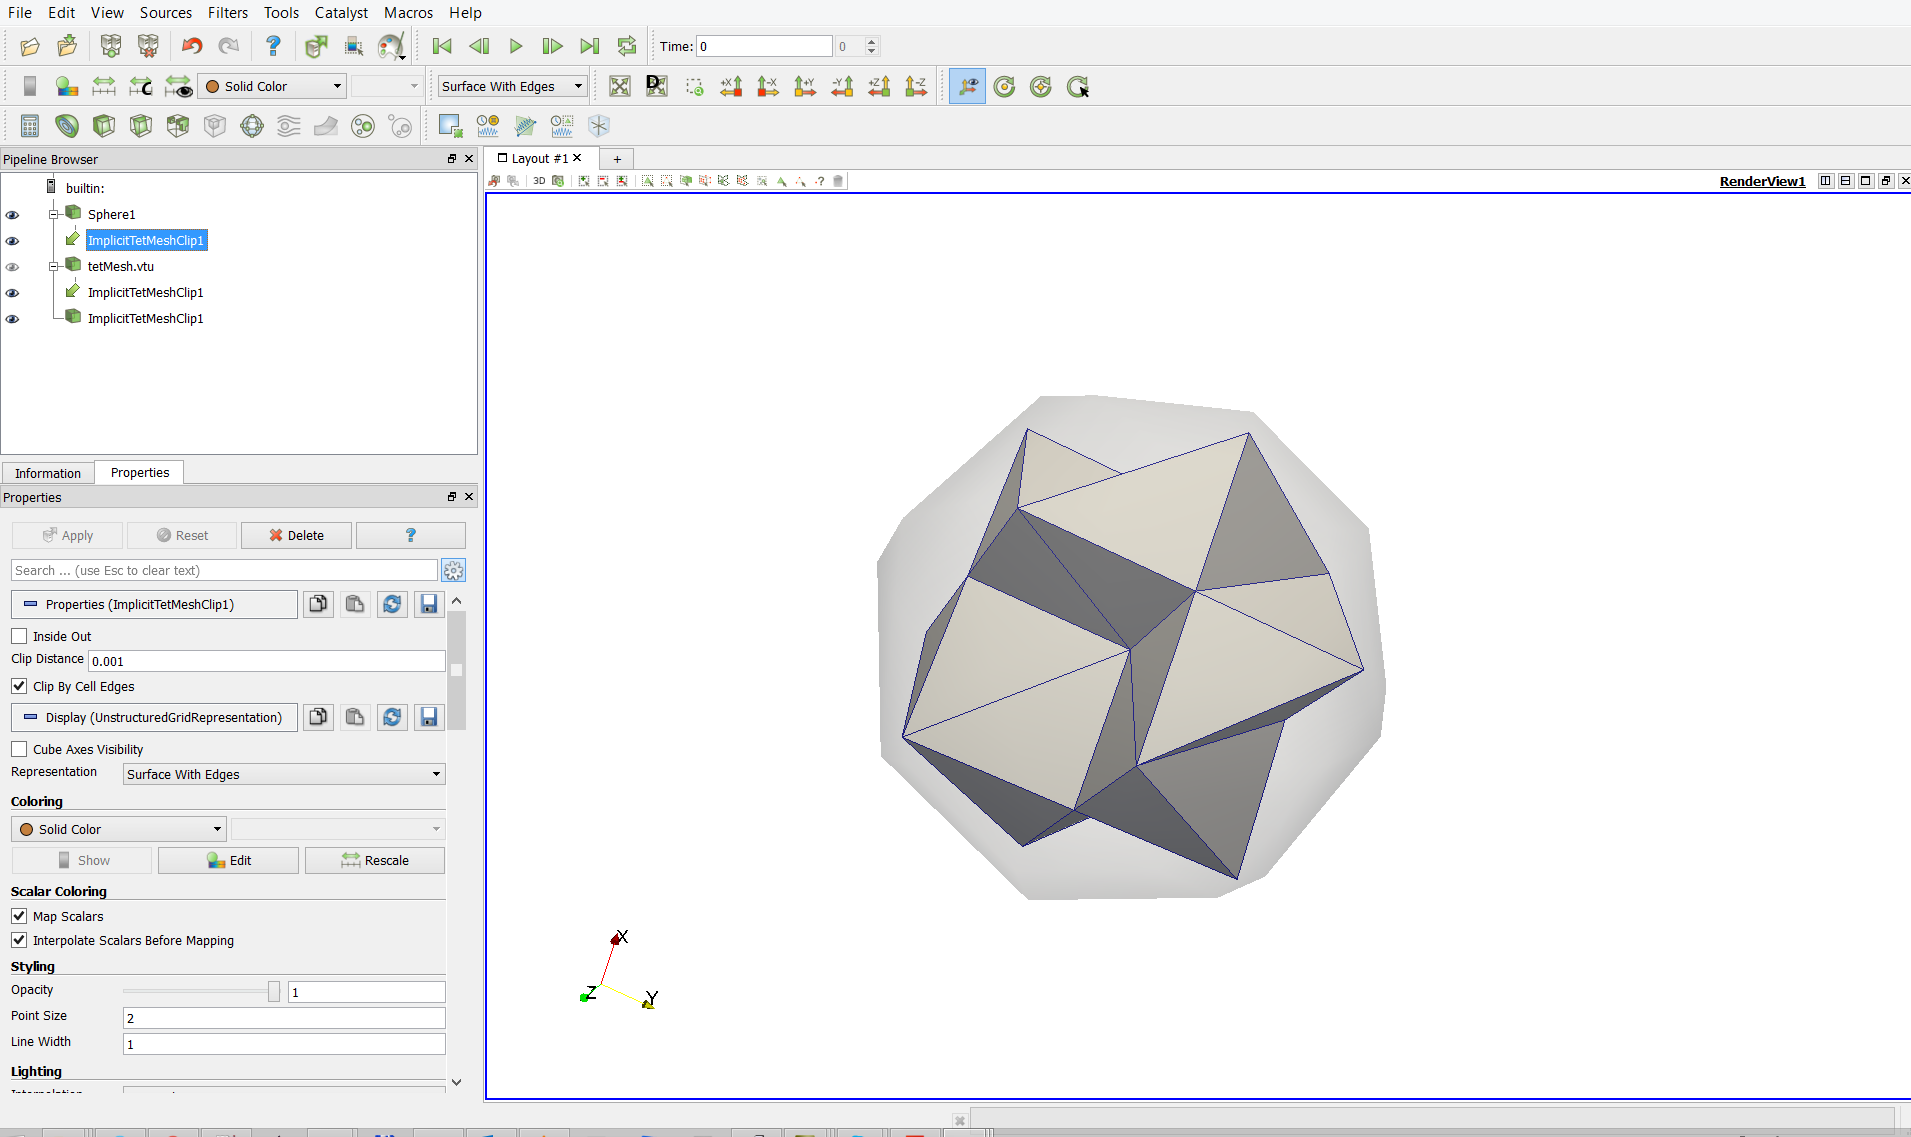 File Edit View Sources Filters Tools Catalyst Macros Help
Time: 0 0
Solid Color Surface With Edges +X -X +Y -Y +Z -Z
Pipeline Browser
builtin:
Sphere1
ImplicitTetMeshClip1
tetMesh.vtu
ImplicitTetMeshClip1
ImplicitTetMeshClip1
Information Properties
Properties
Apply Reset Delete ?
Search ... (use Esc to clear text)
Properties (ImplicitTetMeshClip1)
Inside Out
Clip Distance 0.001
Clip By Cell Edges
Display (UnstructuredGridRepresentation)
Cube Axes Visibility
Representation Surface With Edges
Coloring
Solid Color
Show Edit Rescale
Scalar Coloring
Map Scalars
Interpolate Scalars Before Mapping
Styling
Opacity 1
Point Size 2
Line Width 1
Lighting
Layout #1 +
3D ? RenderView1
X
Z Y